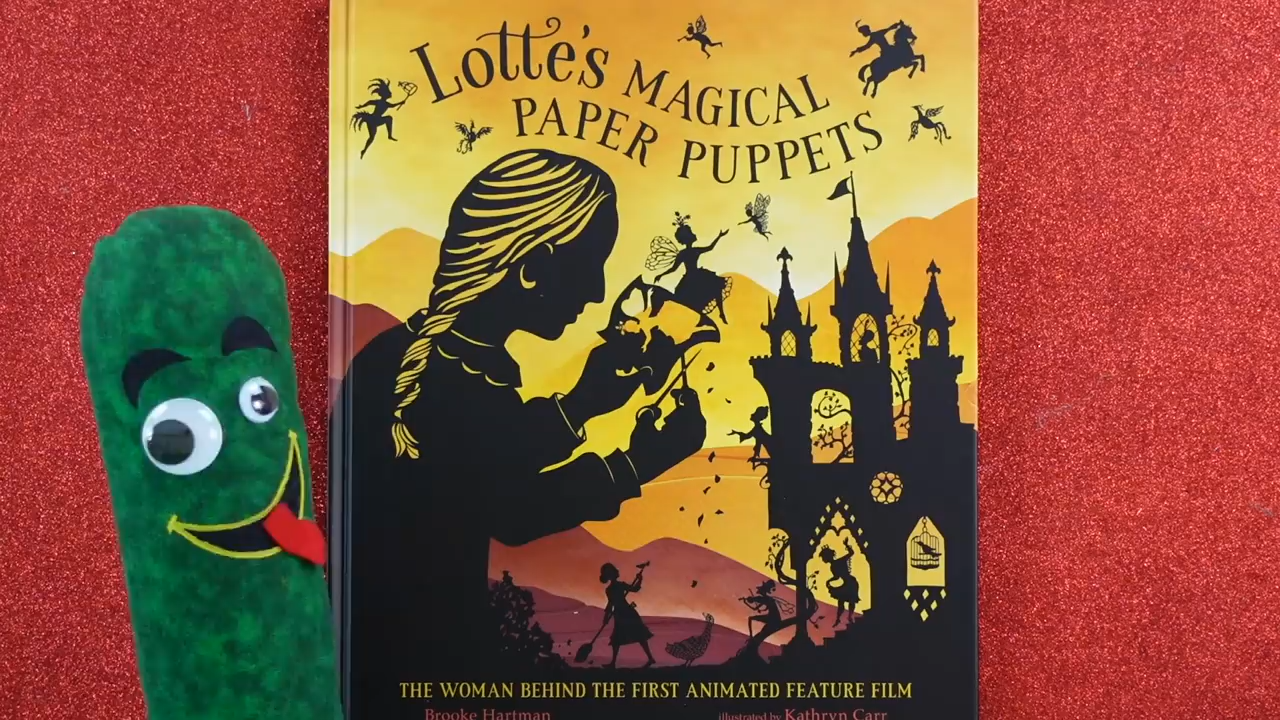 Lotte's MAGICAL
PAPER PUPPETS
THE WOMAN BEHIND THE FIRST ANIMATED FEATURE FILM
Brooke Hartman illustrated by Kathryn Carr